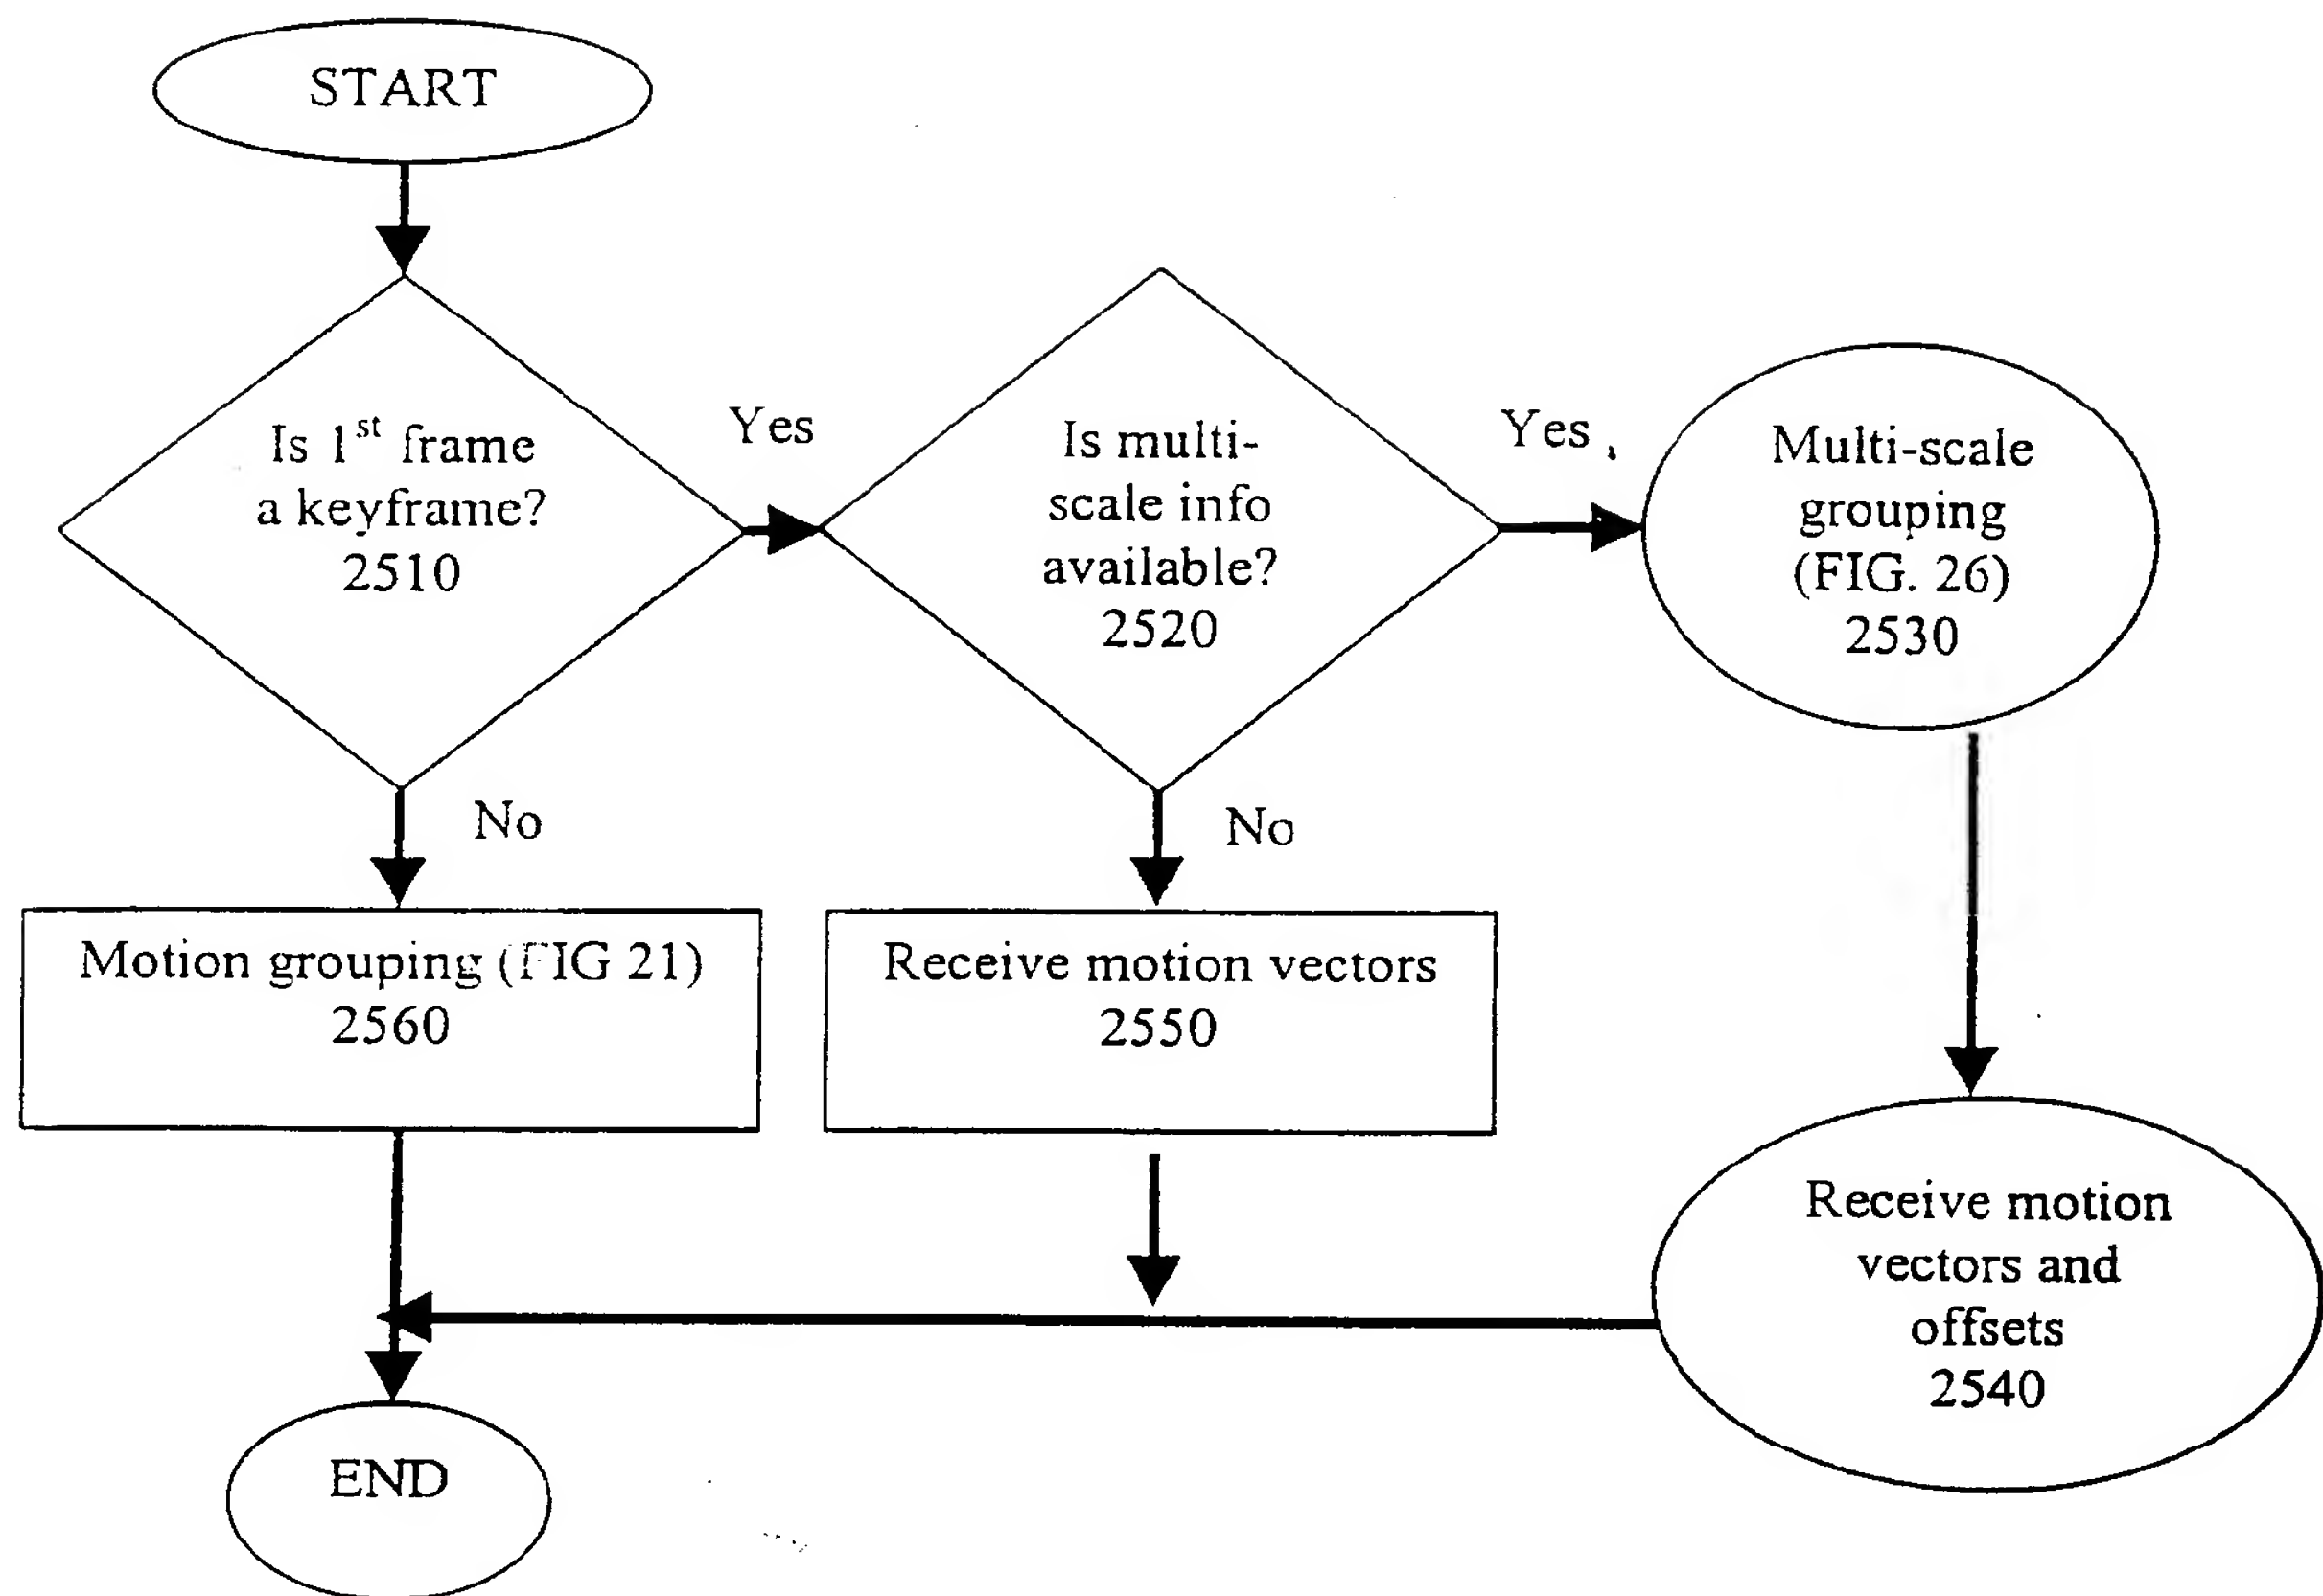 START
Is 1st frame
a keyframe?
2510
Yes
Is multi-
scale info
available?
2520
Yes
Multi-scale
grouping
(FIG. 26)
2530
No
No
Motion grouping (FIG 21)
2560
Receive motion vectors
2550
Receive motion
vectors and
offsets
2540
END